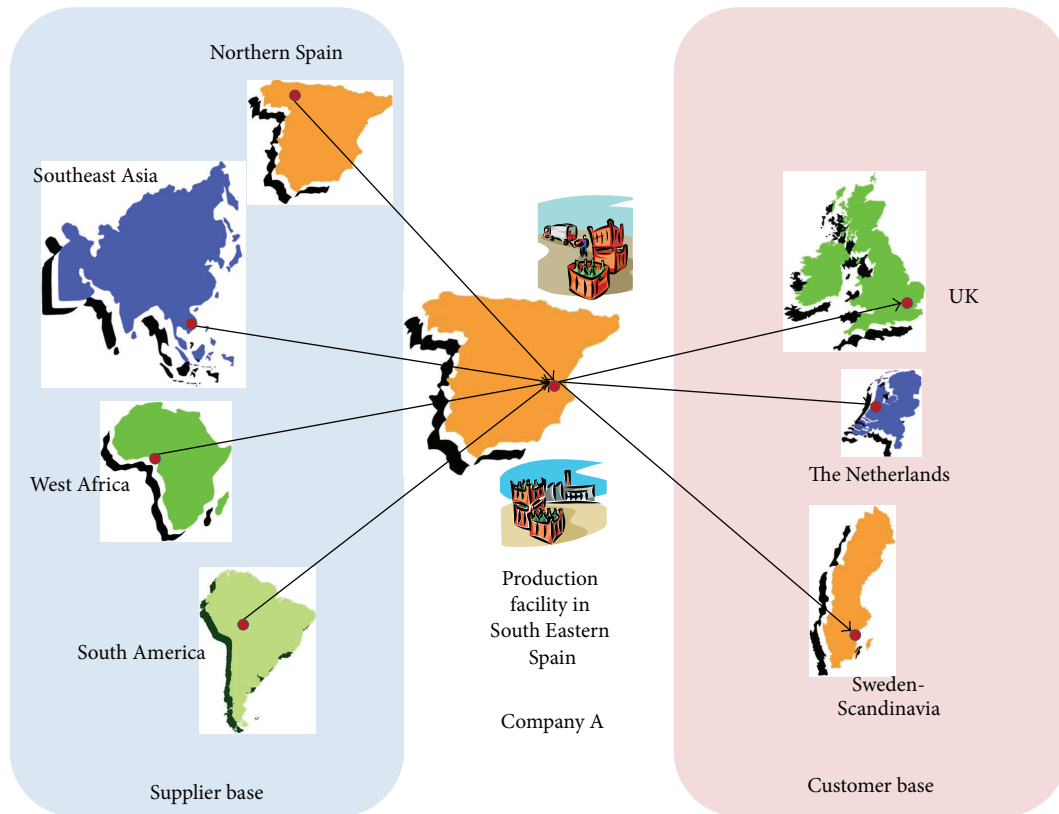 Northern Spain
Southeast Asia
West Africa
South America
Supplier base
Production
facility in
South Eastern
Spain
Company A
UK
The Netherlands
Sweden-
Scandinavia
Customer base